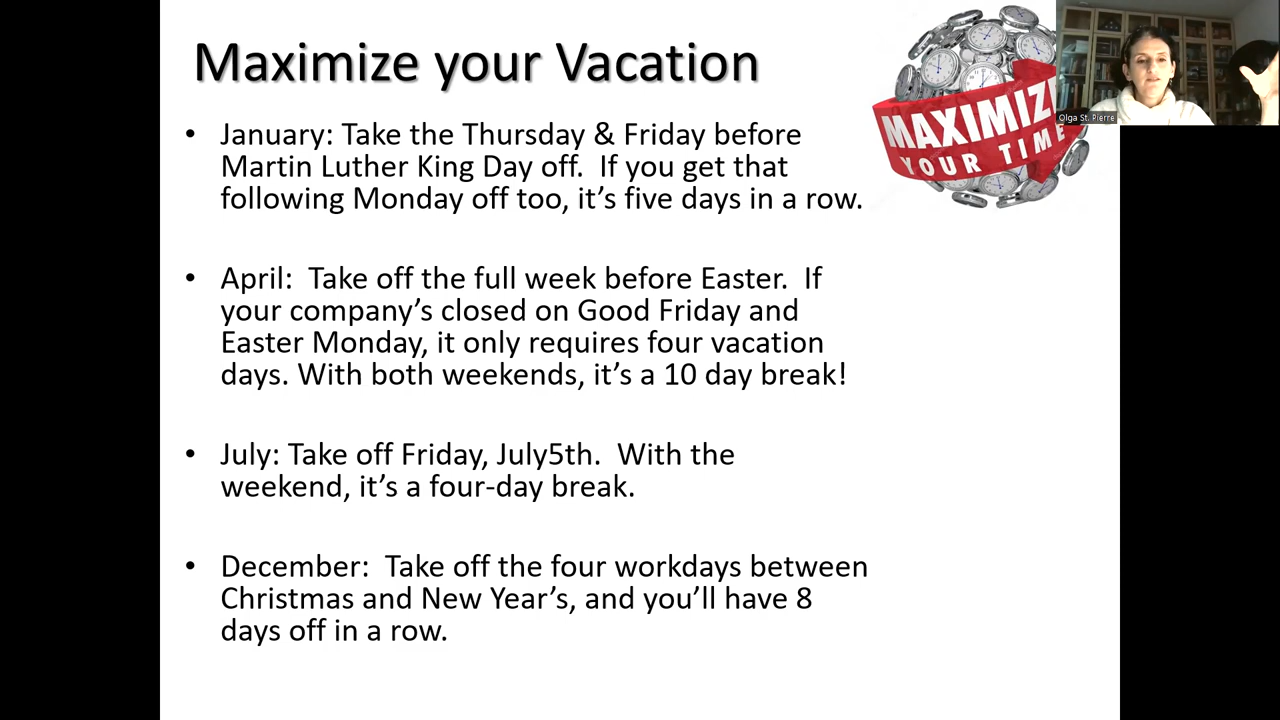 Maximize your Vacation
• January: Take the Thursday & Friday before
Martin Luther King Day off.  If you get that
following Monday off too, it's five days in a row.
• April:  Take off the full week before Easter.  If
your company's closed on Good Friday and
Easter Monday, it only requires four vacation
days. With both weekends, it's a 10 day break!
• July: Take off Friday, July5th.  With the
weekend, it's a four-day break.
• December:  Take off the four workdays between
Christmas and New Year's, and you'll have 8
days off in a row.
MAXIMIZ
YOUR TIME
Olga St. Pierre